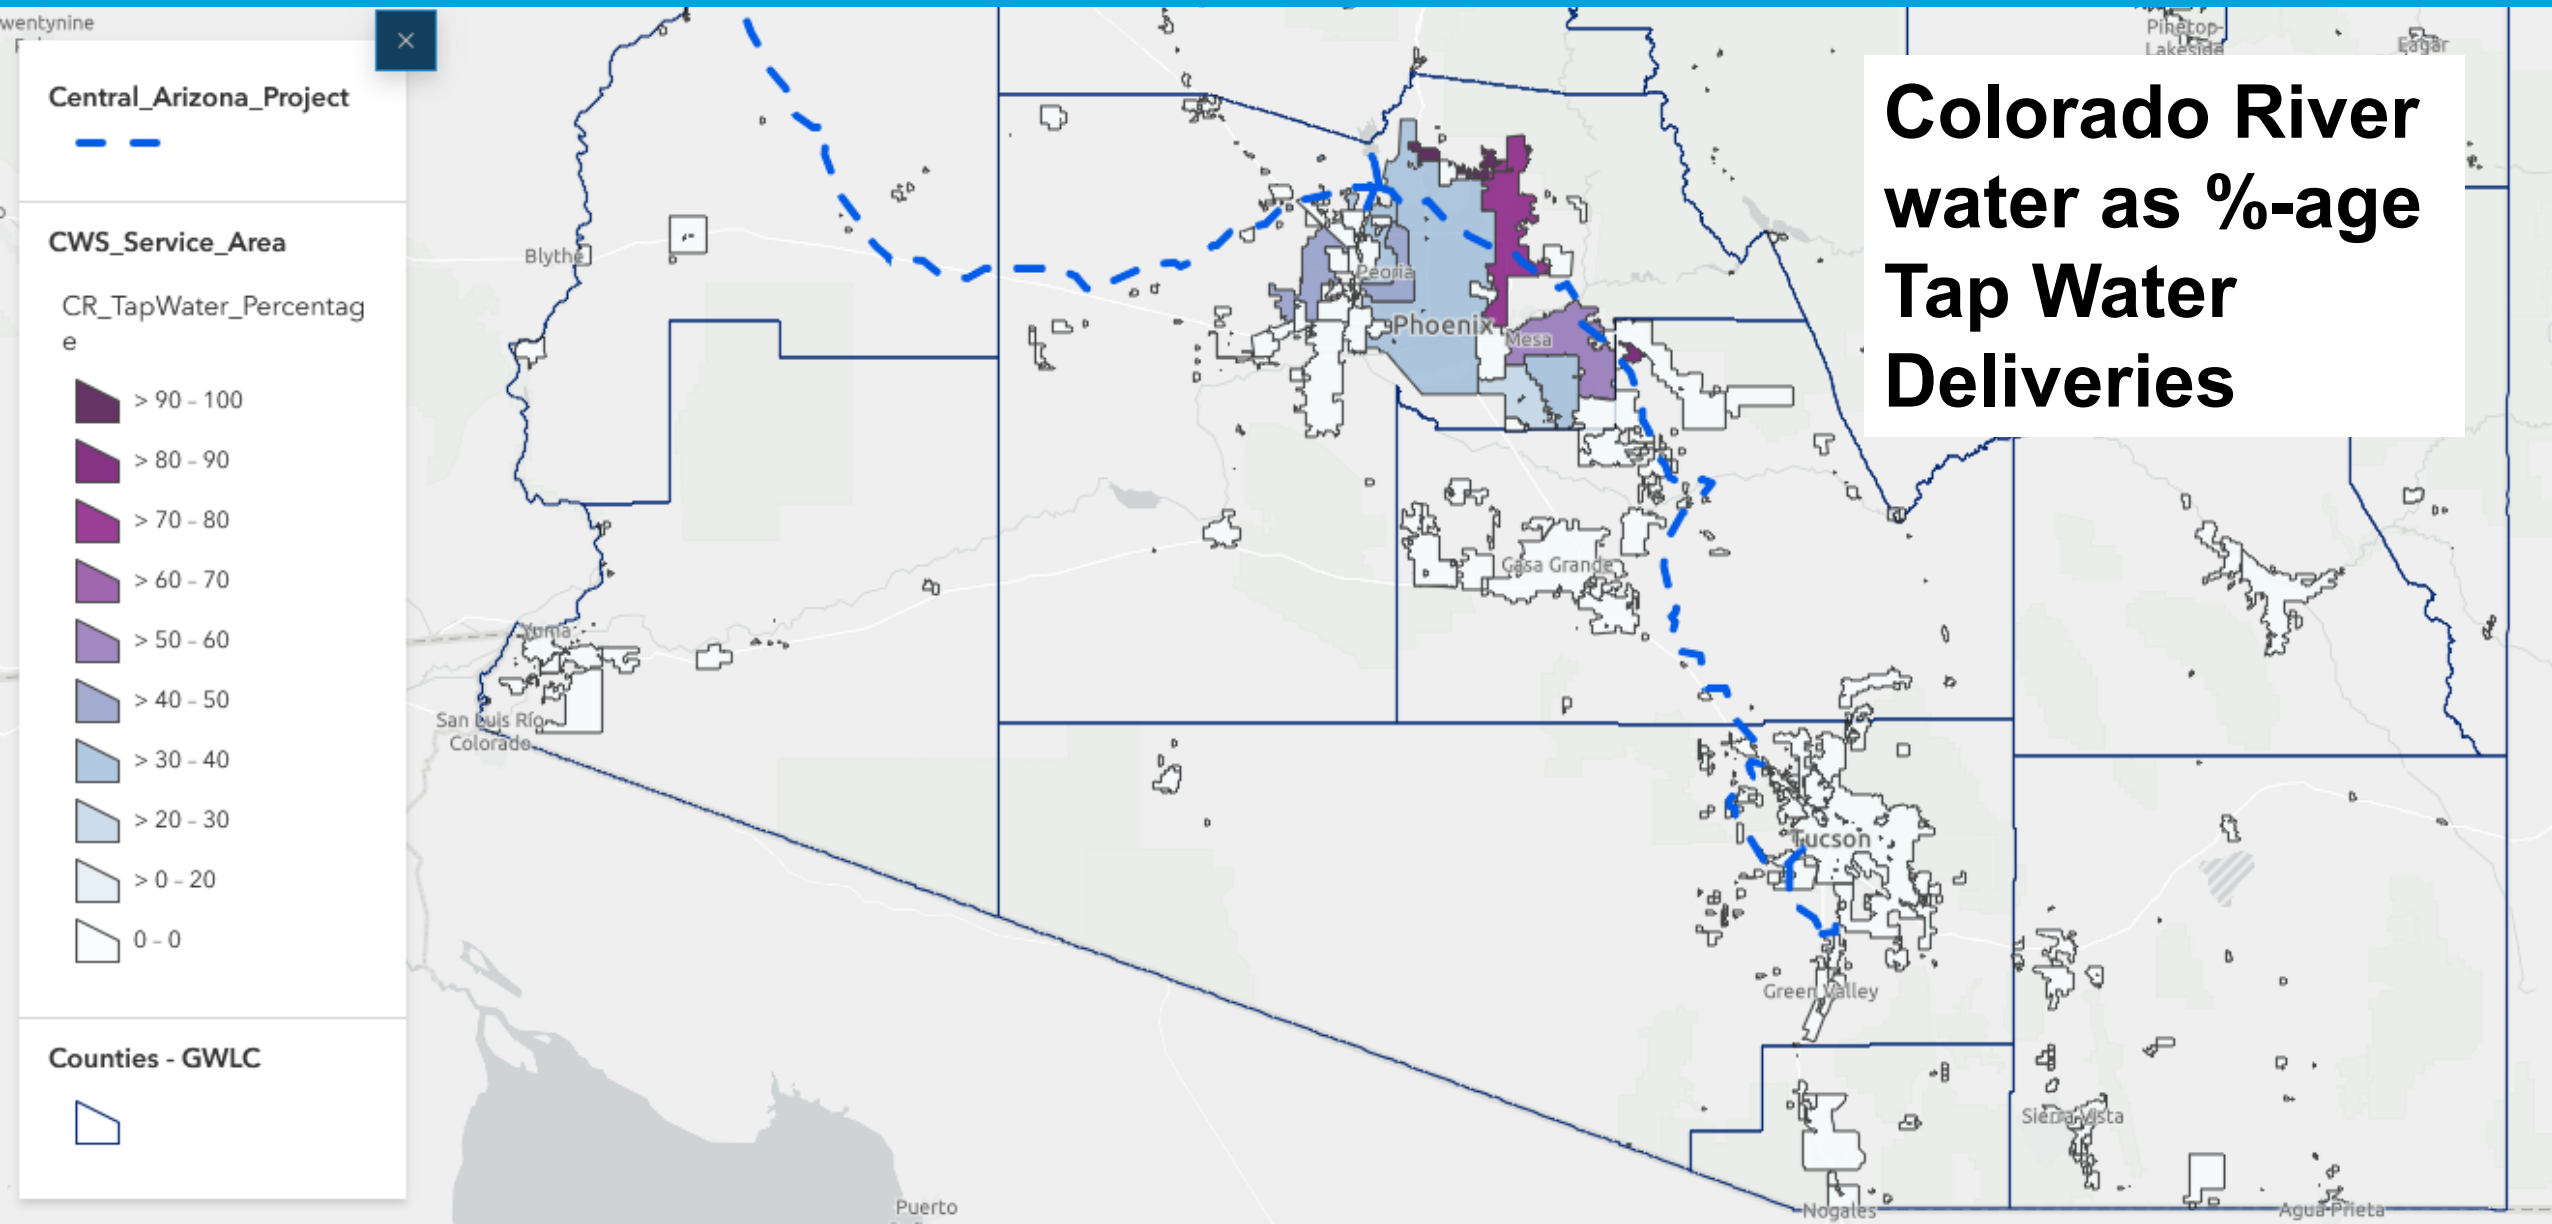 wentynine
Central_Arizona_Project
CWS_Service_Area
CR_TapWater_Percentag
e
> 90 - 100
> 80 - 90
> 70 - 80
> 60 - 70
> 50 - 60
> 40 - 50
> 30 - 40
> 20 - 30
> 0 - 20
0 - 0
Counties - GWLC
Colorado River
water as %-age
Tap Water
Deliveries
Pinetop-
Lakeside
Eagar
Blythe
Peoria
Phoenix
Mesa
Casa Grande
Yuma
San Luis Río
Colorado
Tucson
Green Valley
Sierra Vista
Puerto
Nogales
Agua Prieta